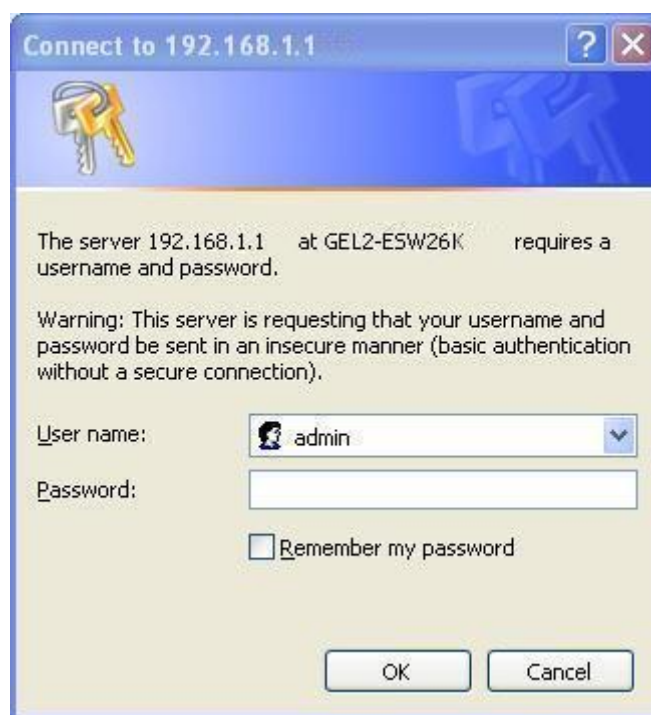 Connect to 192.168.1.1
The server 192.168.1.1 at GEL2-ESW26K requires a
username and password.
Warning: This server is requesting that your username and
password be sent in an insecure manner (basic authentication
without a secure connection).
User name:
admin
Password:
Remember my password
OK
Cancel